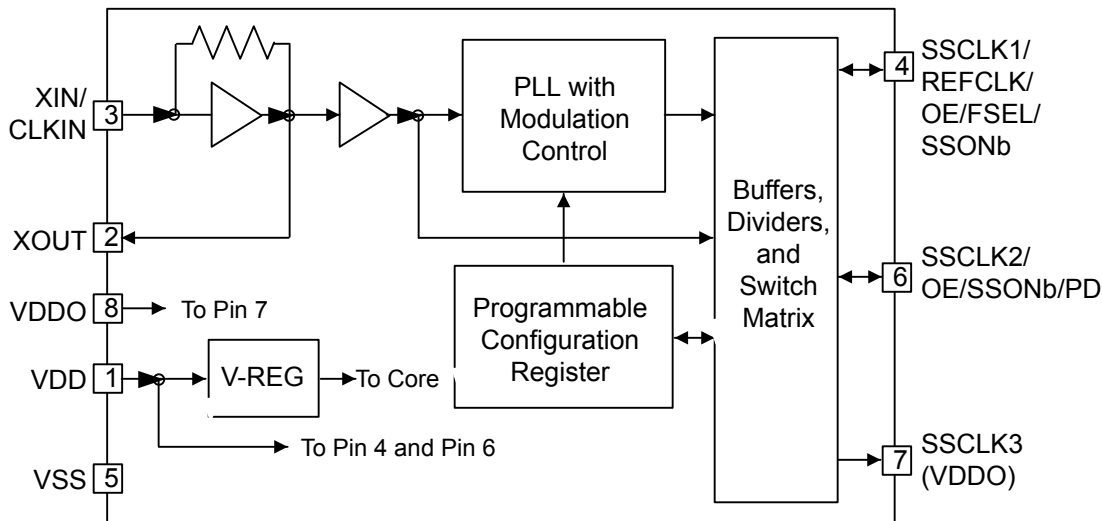 XIN/
CLKIN
3
XOUT
2
VDDO
8
To Pin 7
VDD
1
V-REG
To Core
To Pin 4 and Pin 6
VSS
5
PLL with
Modulation
Control
Programmable
Configuration
Register
Buffers,
Dividers,
and
Switch
Matrix
4
SSCLK1/
REFCLK/
OE/FSEL/
SSONb
6
SSCLK2/
OE/SSONb/PD
7
SSCLK3
(VDDO)